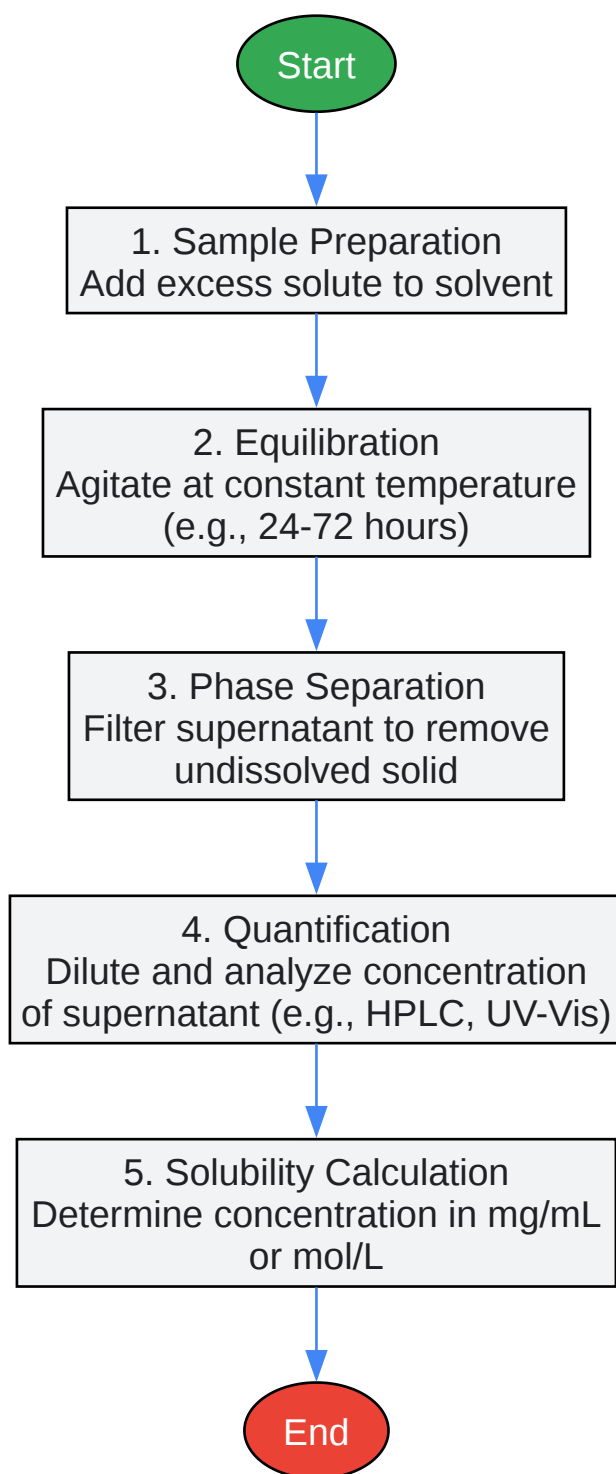 Start
1. Sample Preparation
Add excess solute to solvent
2. Equilibration
Agitate at constant temperature
(e.g., 24-72 hours)
3. Phase Separation
Filter supernatant to remove
undissolved solid
4. Quantification
Dilute and analyze concentration
of supernatant (e.g., HPLC, UV-Vis)
5. Solubility Calculation
Determine concentration in mg/mL
or mol/L
End